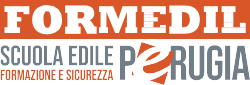 FORMEDIL
SCUOLA EDILE
FORMAZIONE E SICUREZZA
PeRUGIA